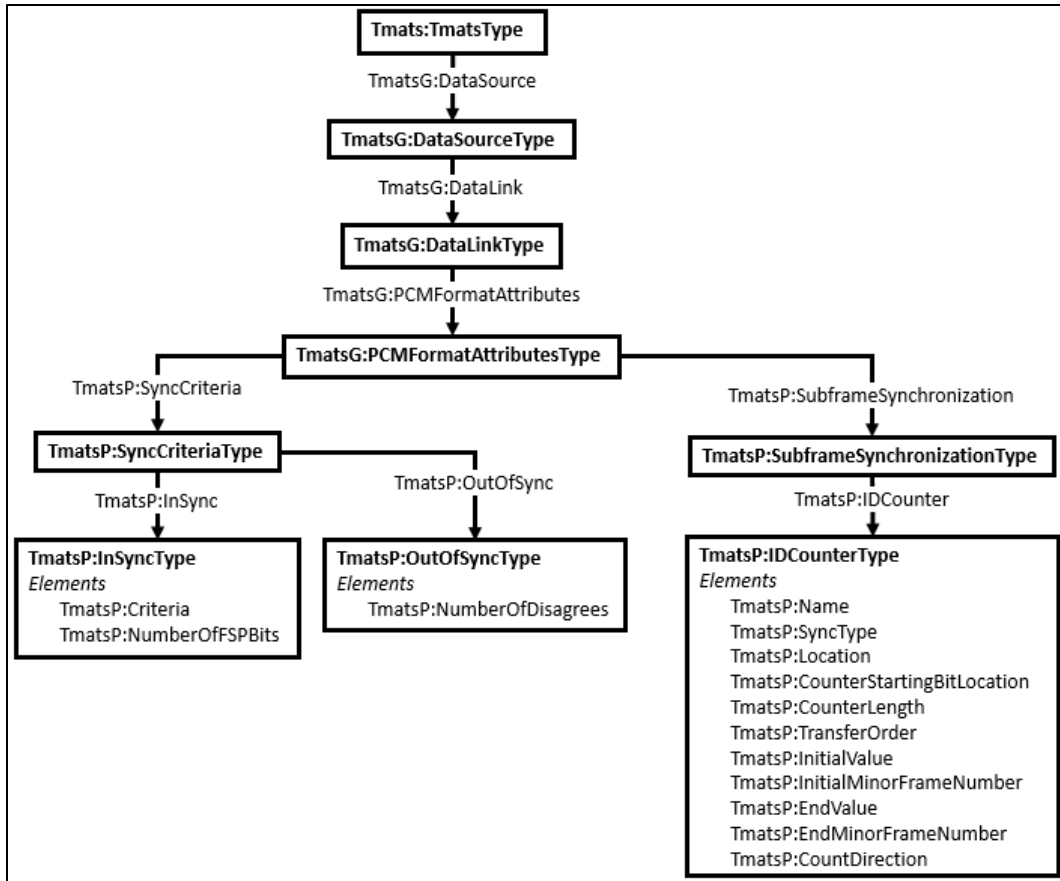 Tmats:TmatsType
TmatsG:DataSource
TmatsG:DataSourceType
TmatsG:DataLink
TmatsG:DataLinkType
TmatsG:PCMFormatAttributes
TmatsG:PCMFormatAttributesType
TmatsP:SyncCriteria
TmatsP:SyncCriteriaType
TmatsP:InSync
TmatsP:InSyncType
Elements
TmatsP:Criteria
TmatsP:NumberOfFSPBits
TmatsP:OutOfSync
TmatsP:OutOfSyncType
Elements
TmatsP:NumberOfDisagrees
TmatsP:SubframeSynchronization
TmatsP:SubframeSynchronizationType
TmatsP:IDCounter
TmatsP:IDCounterType
Elements
TmatsP:Name
TmatsP:SyncType
TmatsP:Location
TmatsP:CounterStartingBitLocation
TmatsP:CounterLength
TmatsP:TransferOrder
TmatsP:InitialValue
TmatsP:InitialMinorFrameNumber
TmatsP:EndValue
TmatsP:EndMinorFrameNumber
TmatsP:CountDirection